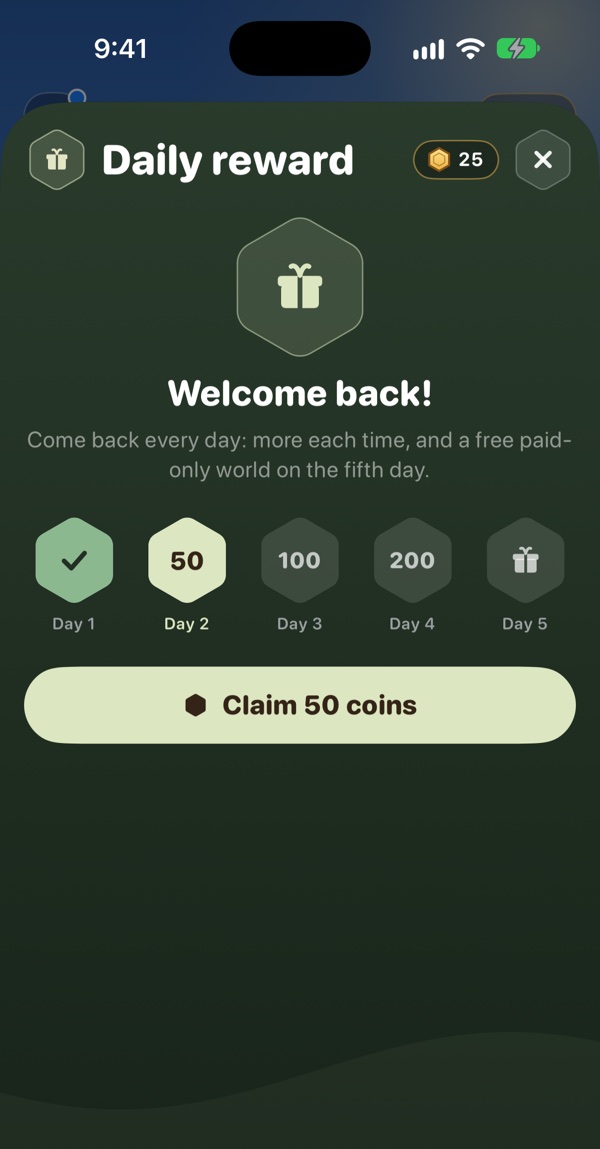 9:41
Daily reward
25
Welcome back!
Come back every day: more each time, and a free paid-
only world on the fifth day.
50
100
200
Day 1
Day 2
Day 3
Day 4
Day 5
Claim 50 coins